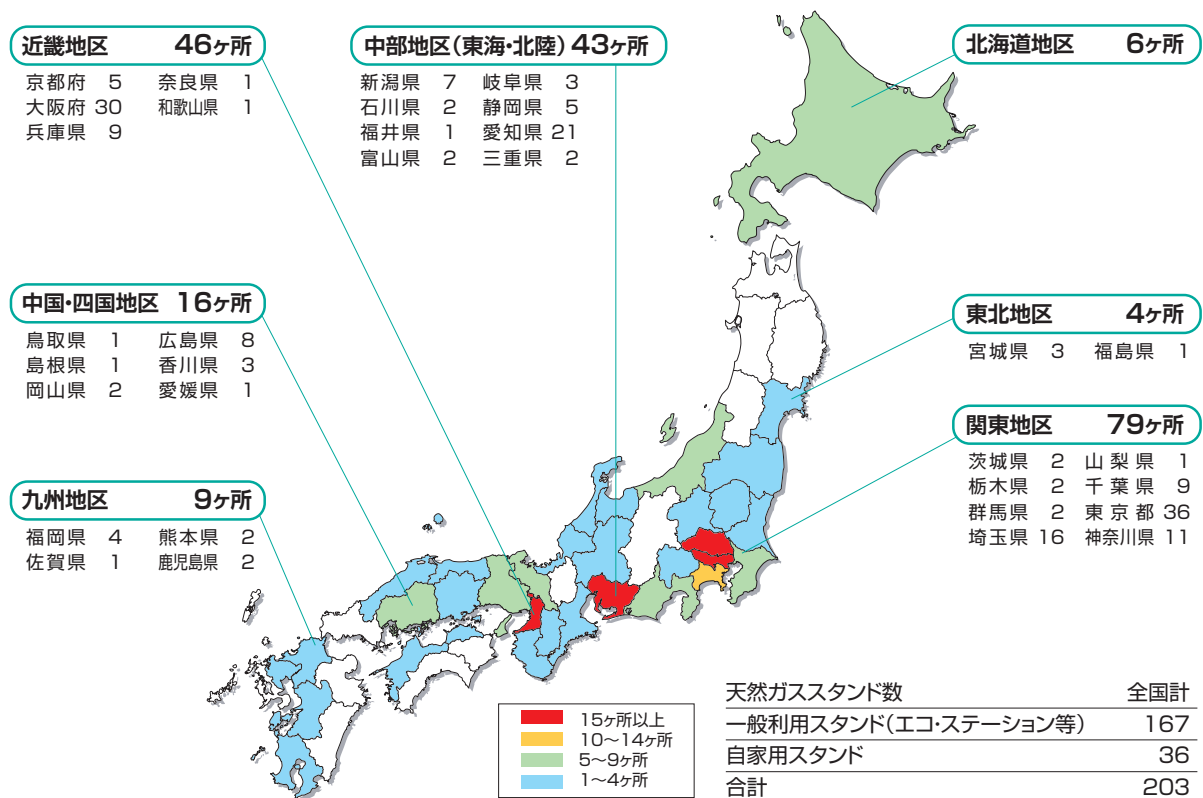 近畿地区 46ヶ所
京都府 5 奈良県 1
大阪府 30 和歌山県 1
兵庫県 9
中部地区(東海・北陸) 43ヶ所
新潟県 7 岐阜県 3
石川県 2 静岡県 5
福井県 1 愛知県 21
富山県 2 三重県 2
北海道地区 6ヶ所
中国・四国地区 16ヶ所
鳥取県 1 広島県 8
島根県 1 香川県 3
岡山県 2 愛媛県 1
東北地区 4ヶ所
宮城県 3 福島県 1
関東地区 79ヶ所
茨城県 2 山梨県 1
栃木県 2 千葉県 9
群馬県 2 東京都 36
埼玉県 16 神奈川県 11
九州地区 9ヶ所
福岡県 4 熊本県 2
佐賀県 1 鹿児島県 2
15ヶ所以上
10〜14ヶ所
5〜9ヶ所
1〜4ヶ所
天然ガススタンド数 全国計
一般利用スタンド(エコ・ステーション等) 167
自家用スタンド 36
合計 203